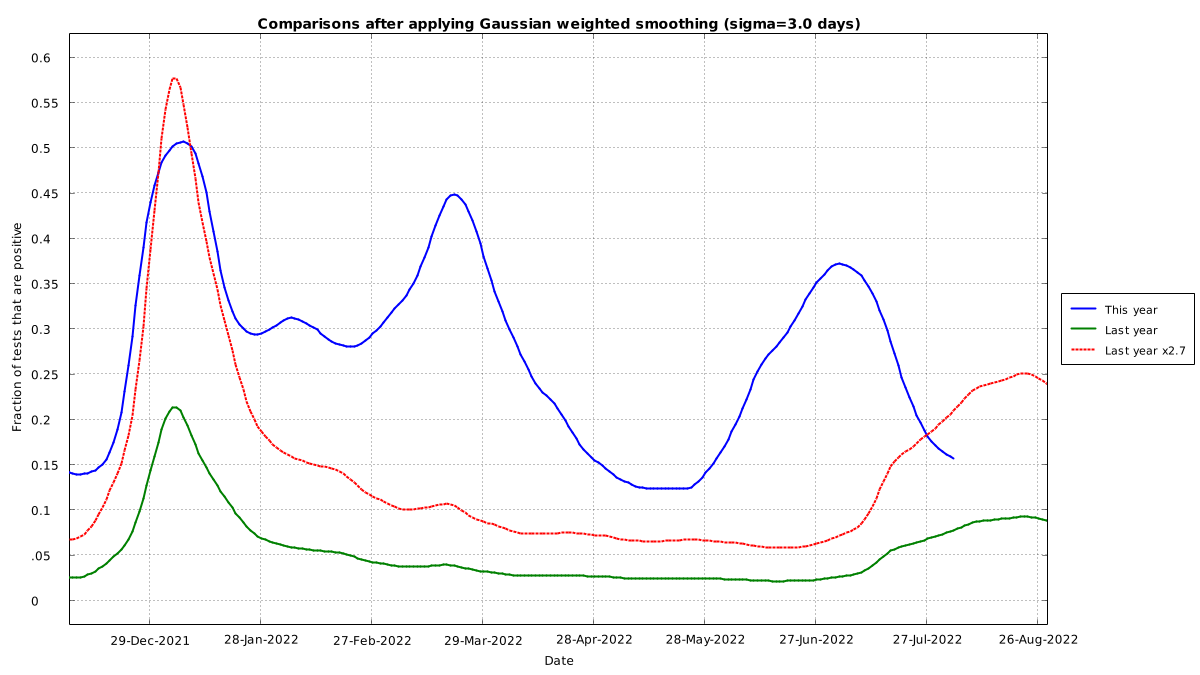 Comparisons after applying Gaussian weighted smoothing (sigma=3.0 days)
Fraction of tests that are positive
0.6
0.55
0.5
0.45
0.4
0.35
0.3
0.25
0.2
0.15
0.1
.05
0
29-Dec-2021 28-Jan-2022 27-Feb-2022 29-Mar-2022 28-Apr-2022 28-May-2022 27-Jun-2022 27-Jul-2022 26-Aug-2022
Date
This year
Last year
Last year x2.7